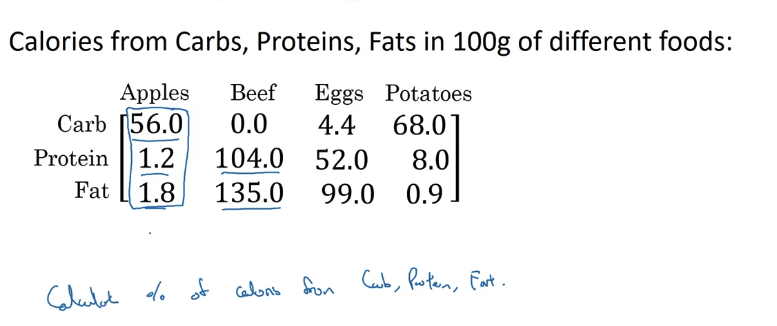 Calories from Carbs, Proteins, Fats in 100g of different foods:
Apples Beef Eggs Potatoes
Carb 56.0 0.0 4.4 68.0
Protein 1.2 104.0 52.0 8.0
Fat 1.8 135.0 99.0 0.9
Calculate % of calories from Carb, Protein, Fat.